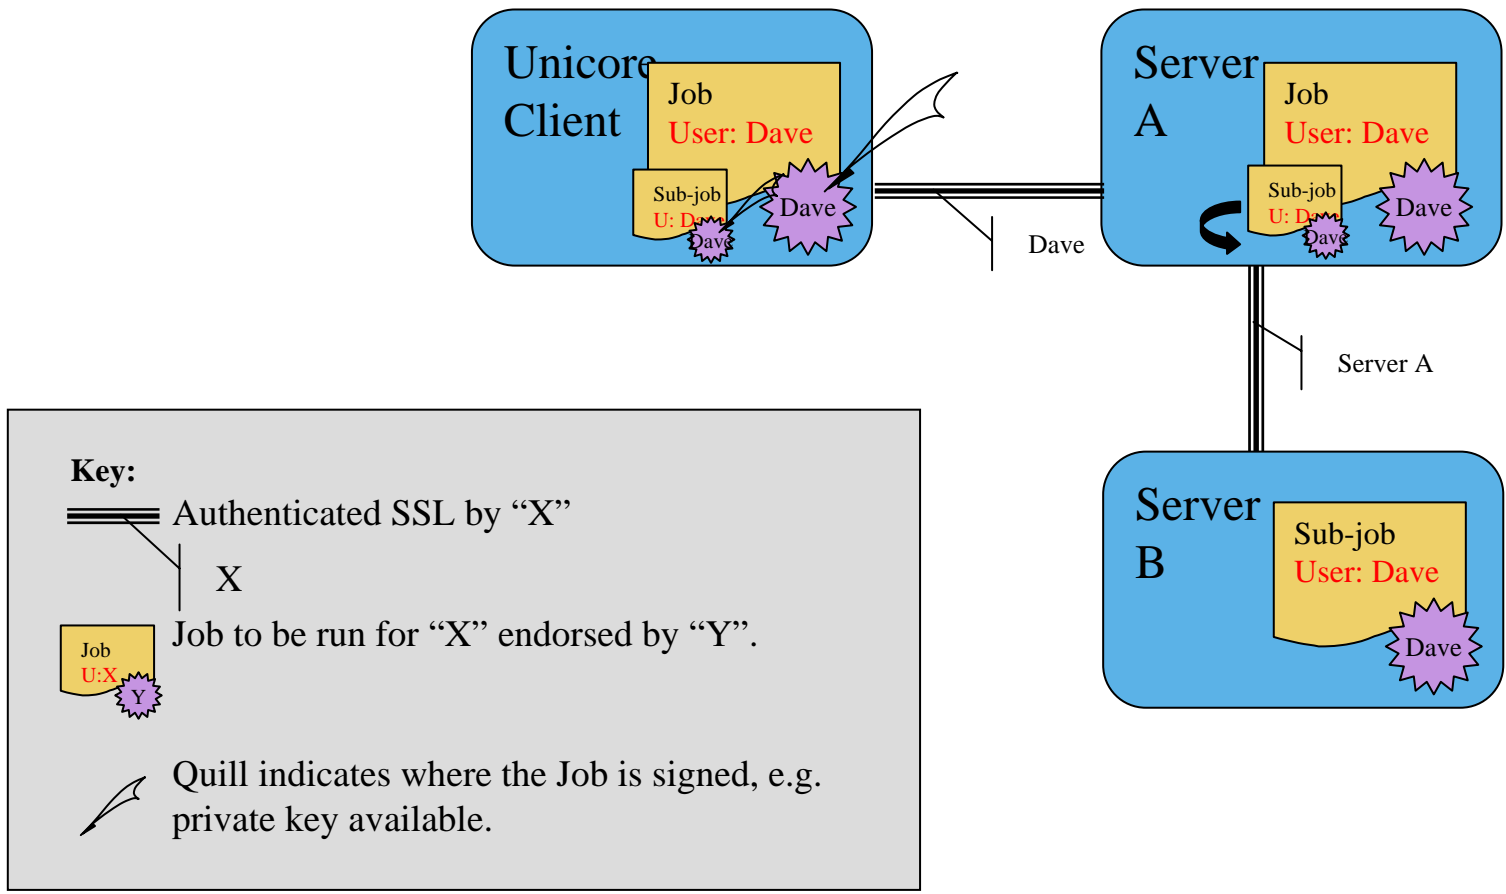 Unicore
Client
Job
User: Dave
Sub-job
U: Dave
Dave
Dave
Dave
Server
A
Job
User: Dave
Sub-job
U: Dave
Dave
Dave
Server A
Server
B
Sub-job
User: Dave
Dave
Key:
Authenticated SSL by “X”
X
Job to be run for “X” endorsed by “Y”.
Job
U:X
Y
Quill indicates where the Job is signed, e.g.
private key available.